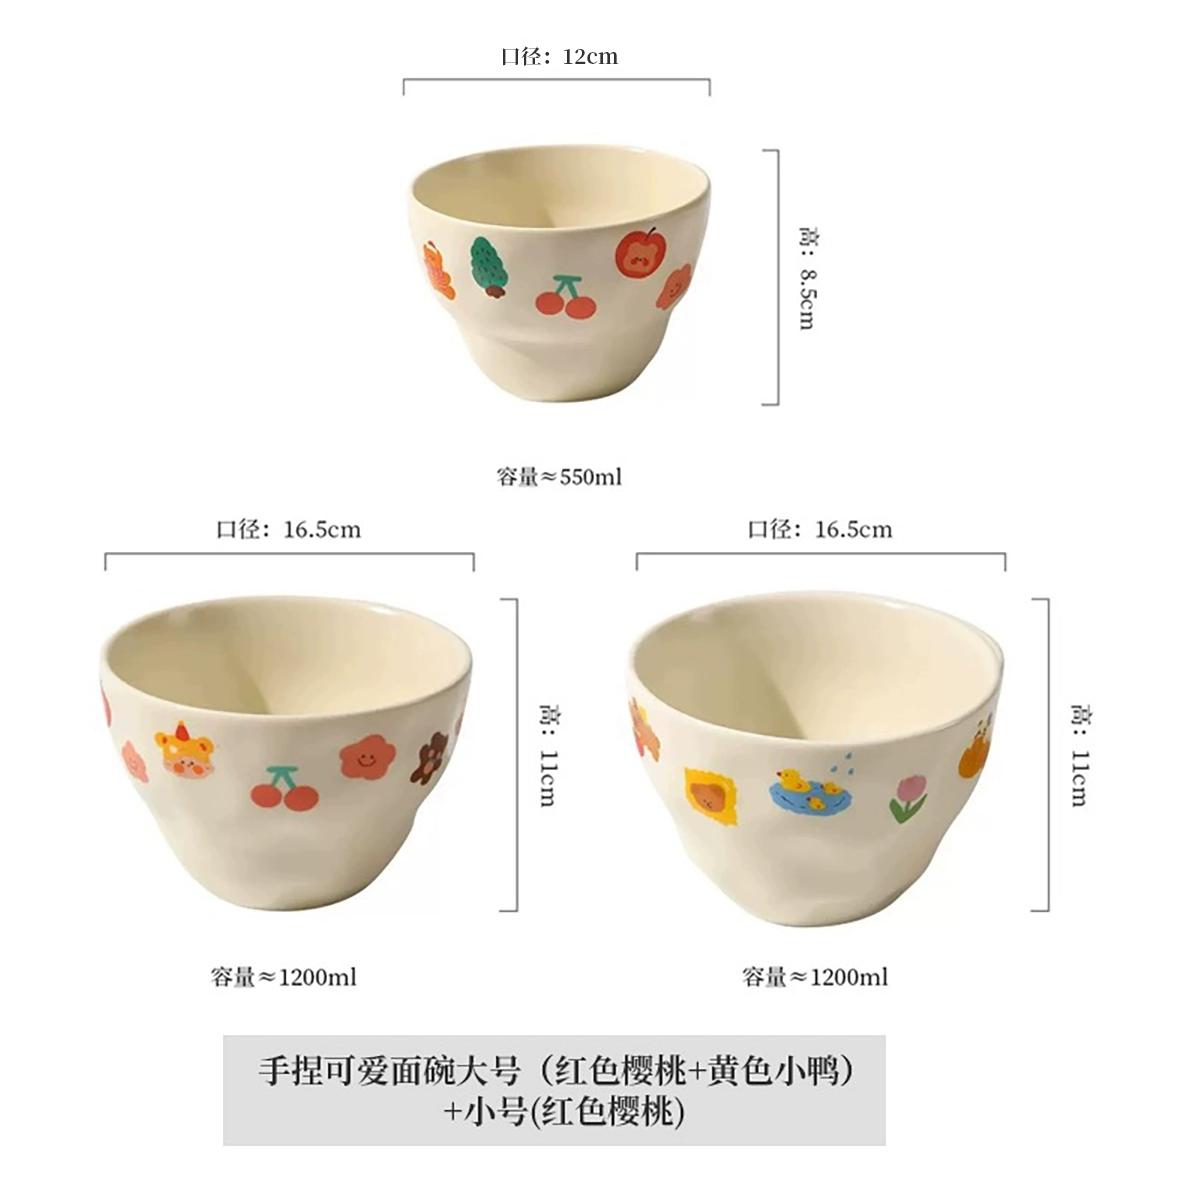 口径：12cm
高：8.5cm
容量≈550ml
口径：16.5cm
口径：16.5cm
高：11cm
高：11cm
容量≈1200ml
容量≈1200ml
手捏可爱面碗大号（红色樱桃+黄色小鸭）
+小号(红色樱桃)